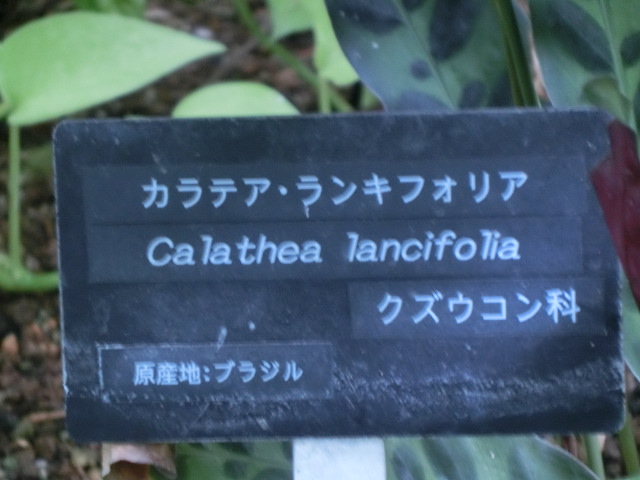 カラテア・ランキフォリア
Calathea lancifolia
クズウコン科
原産地:ブラジル